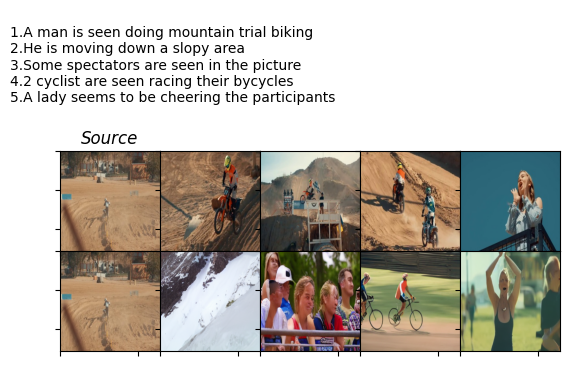 1.A man is seen doing mountain trial biking
2.He is moving down a slopy area
3.Some spectators are seen in the picture
4.2 cyclist are seen racing their bycycles
5.A lady seems to be cheering the participants
Source